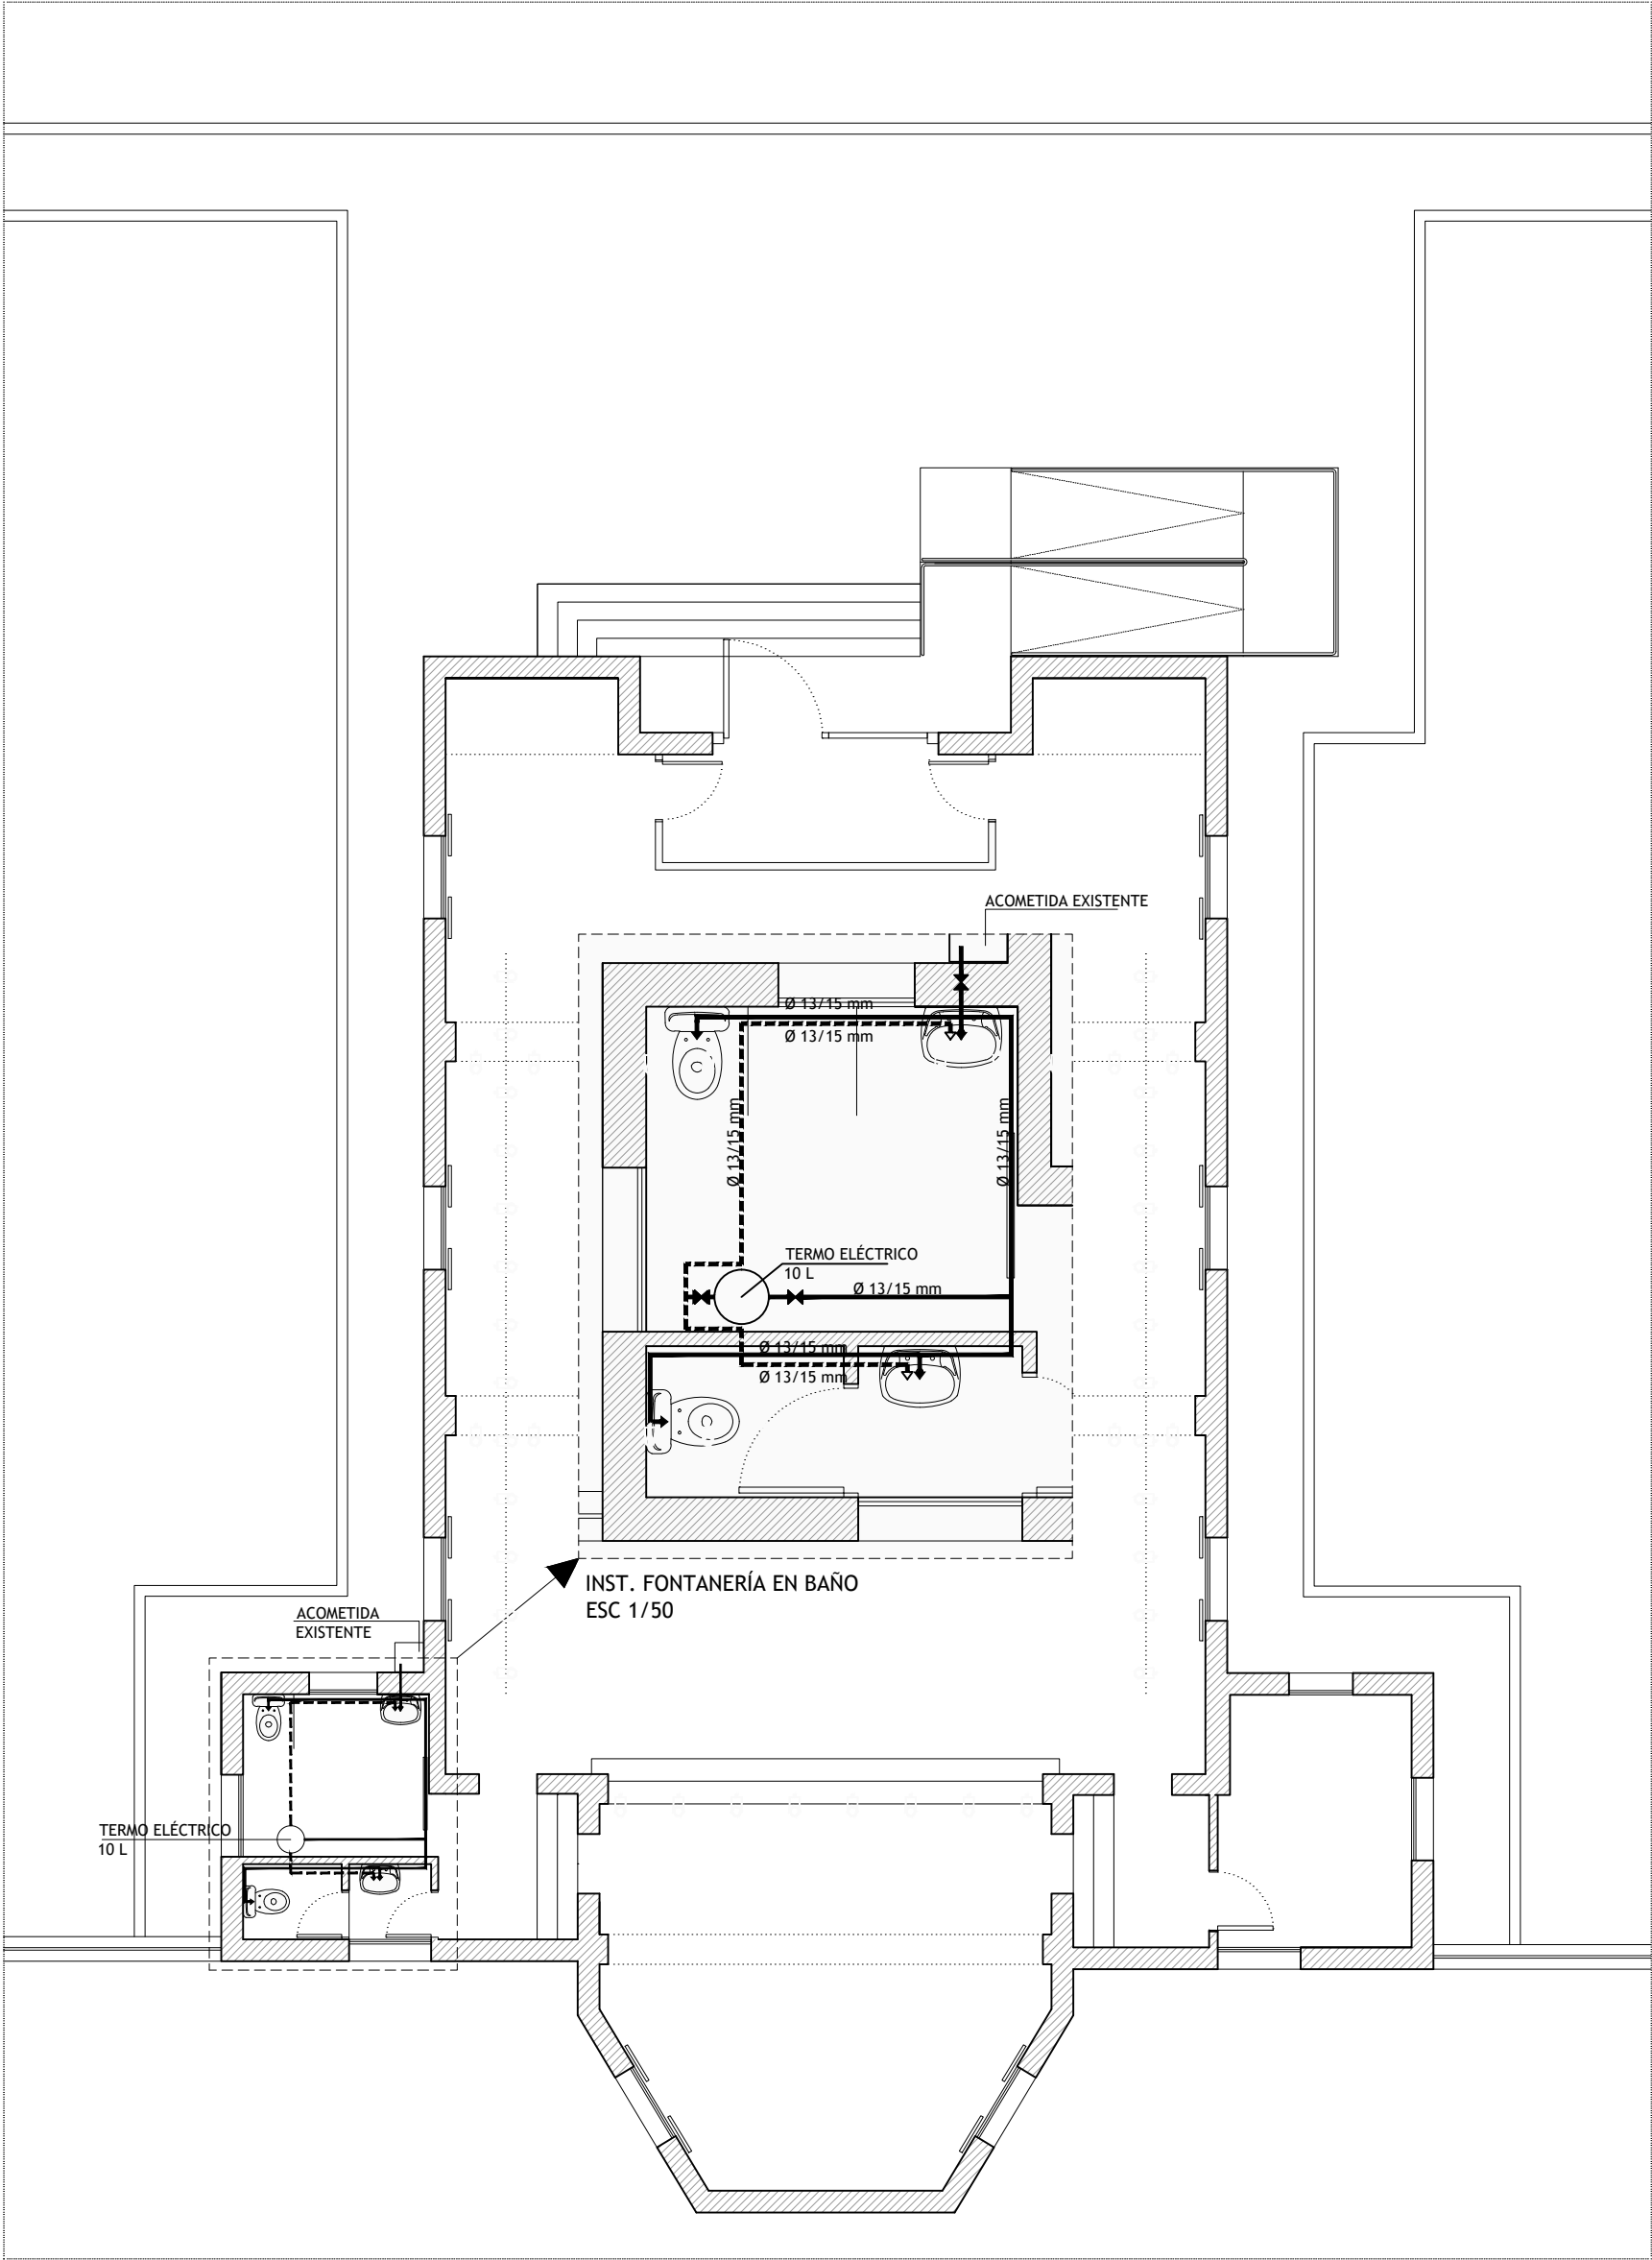 ACOMETIDA EXISTENTE
Ø 13/15 mm
Ø 13/15 mm
Ø 13/15 mm
Ø 13/15 mm
TERMO ELÉCTRICO
10 L
Ø 13/15 mm
Ø 13/15 mm
Ø 13/15 mm
INST. FONTANERÍA EN BAÑO
ESC 1/50
ACOMETIDA
EXISTENTE
TERMO ELÉCTRICO
10 L